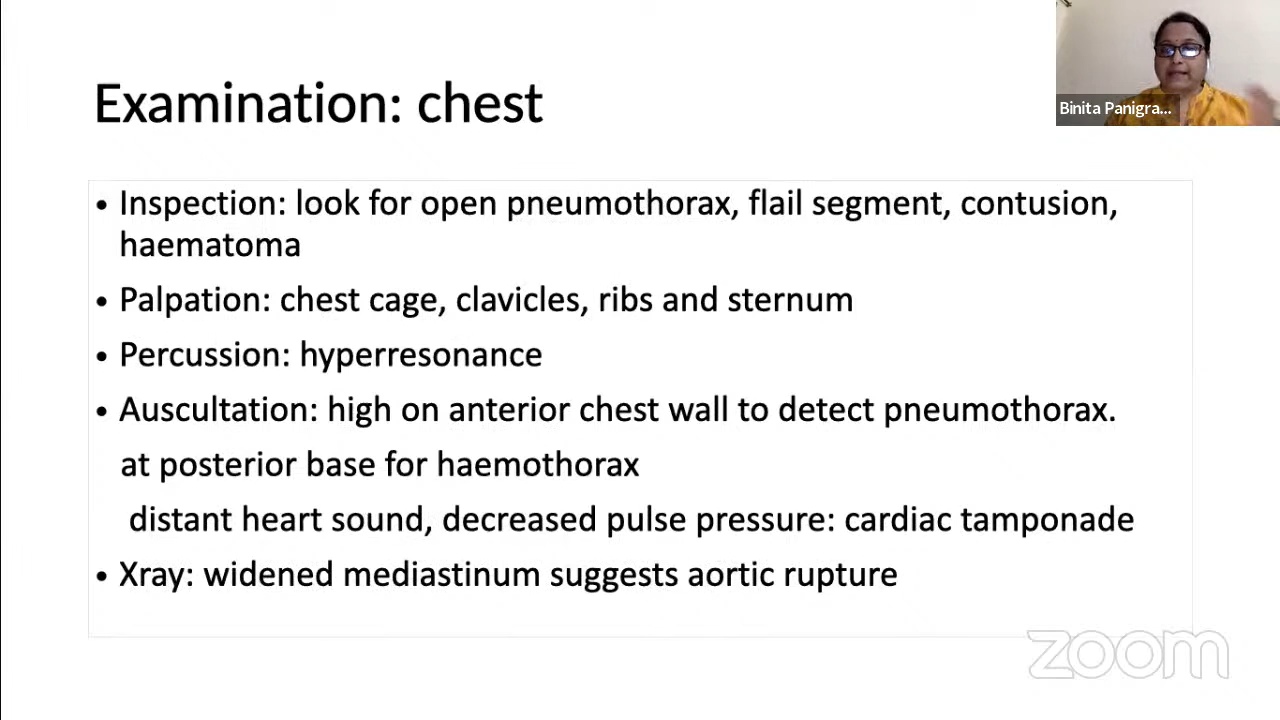 Examination: chest
Binita Panigra...
• Inspection: look for open pneumothorax, flail segment, contusion,
haematoma
• Palpation: chest cage, clavicles, ribs and sternum
• Percussion: hyperresonance
• Auscultation: high on anterior chest wall to detect pneumothorax.
at posterior base for haemothorax
distant heart sound, decreased pulse pressure: cardiac tamponade
• Xray: widened mediastinum suggests aortic rupture
zoom